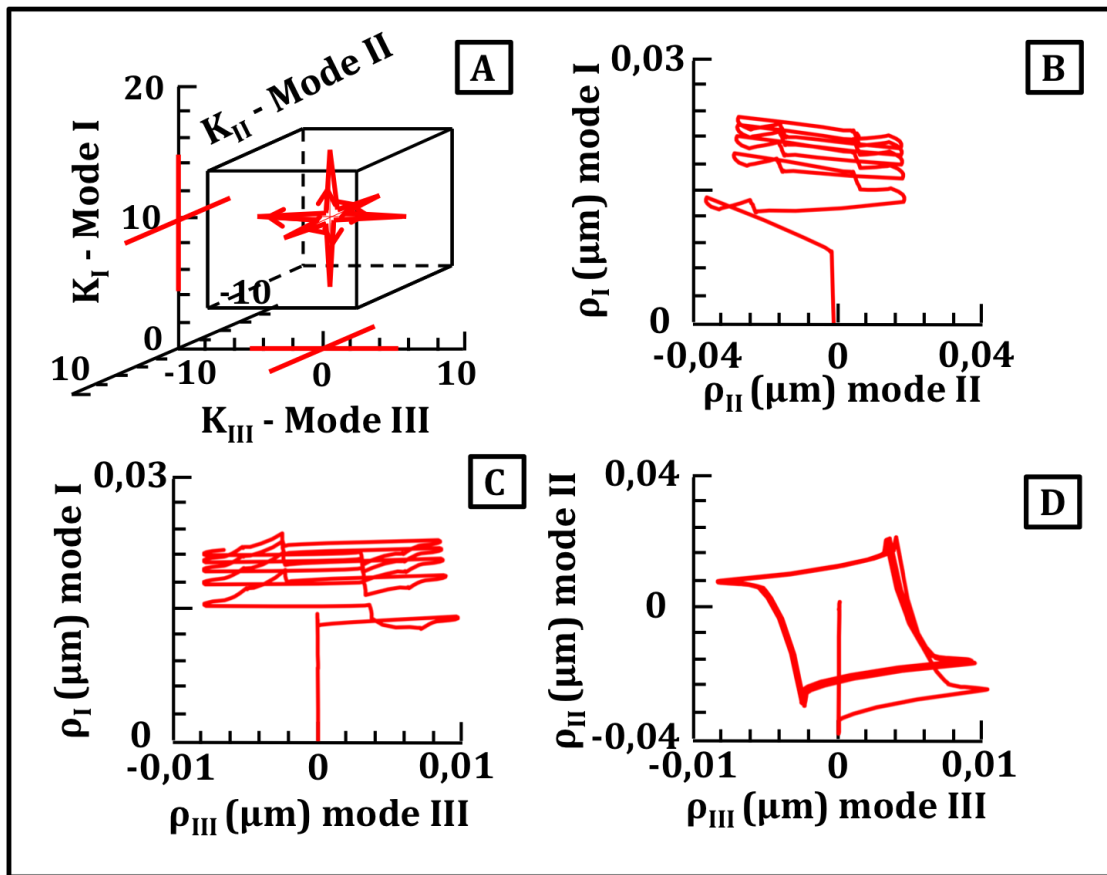 A
20
10
0
K_I - Mode I
K_II - Mode II
-10
10
-10
0
10
K_III - Mode III
B
0,03
0
ρ_I (μm) mode I
-0,04
0
0,04
ρ_II (μm) mode II
C
0,03
0
ρ_I (μm) mode I
-0,01
0
0,01
ρ_III (μm) mode III
D
0,04
0
-0,04
ρ_II (μm) mode II
-0,01
0
0,01
ρ_III (μm) mode III